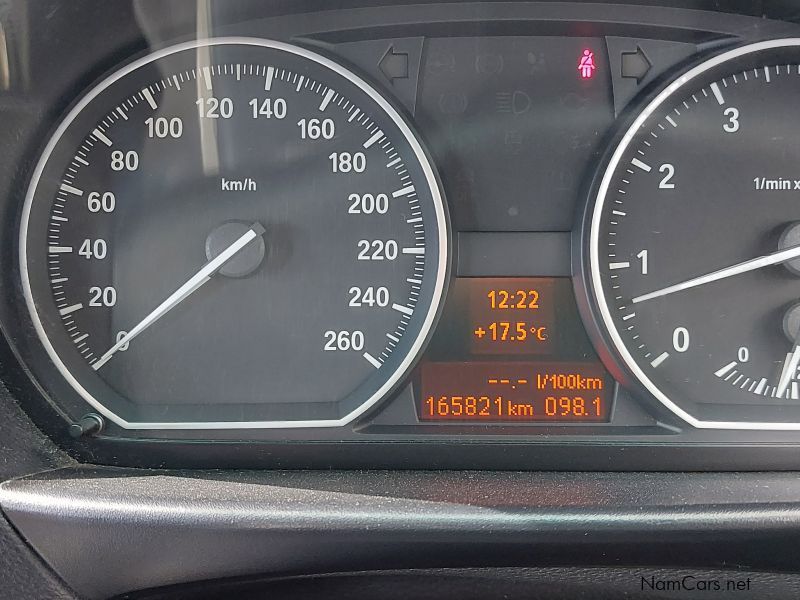 0 20 40 60 80 100 120 140 160 180 200 220 240 260
km/h
12:22
+17.5°C
--.- l/100km
165821km 098.1
0 1 2 3
1/min x
0
NamCars.net